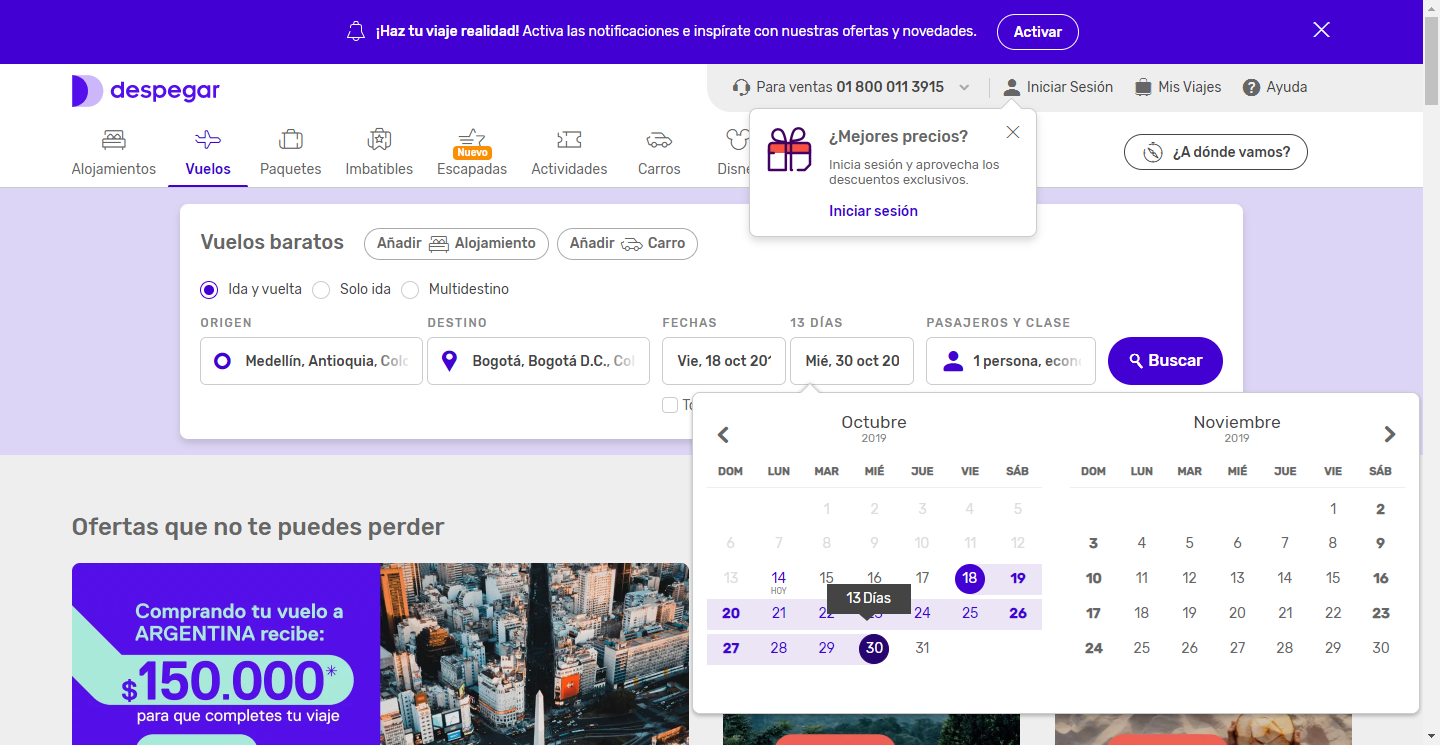 ¡Haz tu viaje realidad! Activa las notificaciones e inspírate con nuestras ofertas y novedades.
Activar
despegar
Para ventas 01 800 011 3915
Iniciar Sesión
Mis Viajes
Ayuda
Alojamientos
Vuelos
Paquetes
Imbatibles
Nuevo
Escapadas
Actividades
Carros
¿A dónde vamos?
¿Mejores precios?
Inicia sesión y aprovecha los
descuentos exclusivos.
Iniciar sesión
Vuelos baratos
Añadir Alojamiento
Añadir Carro
Ida y vuelta
Solo ida
Multidestino
ORIGEN
DESTINO
FECHAS
13 DÍAS
PASAJEROS Y CLASE
Medellín, Antioquia, Col
Bogotá, Bogotá D.C., Col
Vie, 18 oct 201
Mié, 30 oct 20
1 persona, econ
Buscar
Octubre
2019
DOM LUN MAR MIÉ JUE VIE SÁB
1 2 3 4 5
6 7 8 9 10 11 12
13 14 15 16 17 18 19
HOY
13 Días
20 21 22 23 24 25 26
27 28 29 30 31
Noviembre
2019
DOM LUN MAR MIÉ JUE VIE SÁB
1 2
3 4 5 6 7 8 9
10 11 12 13 14 15 16
17 18 19 20 21 22 23
24 25 26 27 28 29 30
Ofertas que no te puedes perder
Comprando tu vuelo a
ARGENTINA recibe:
$150.000*
para que completes tu viaje